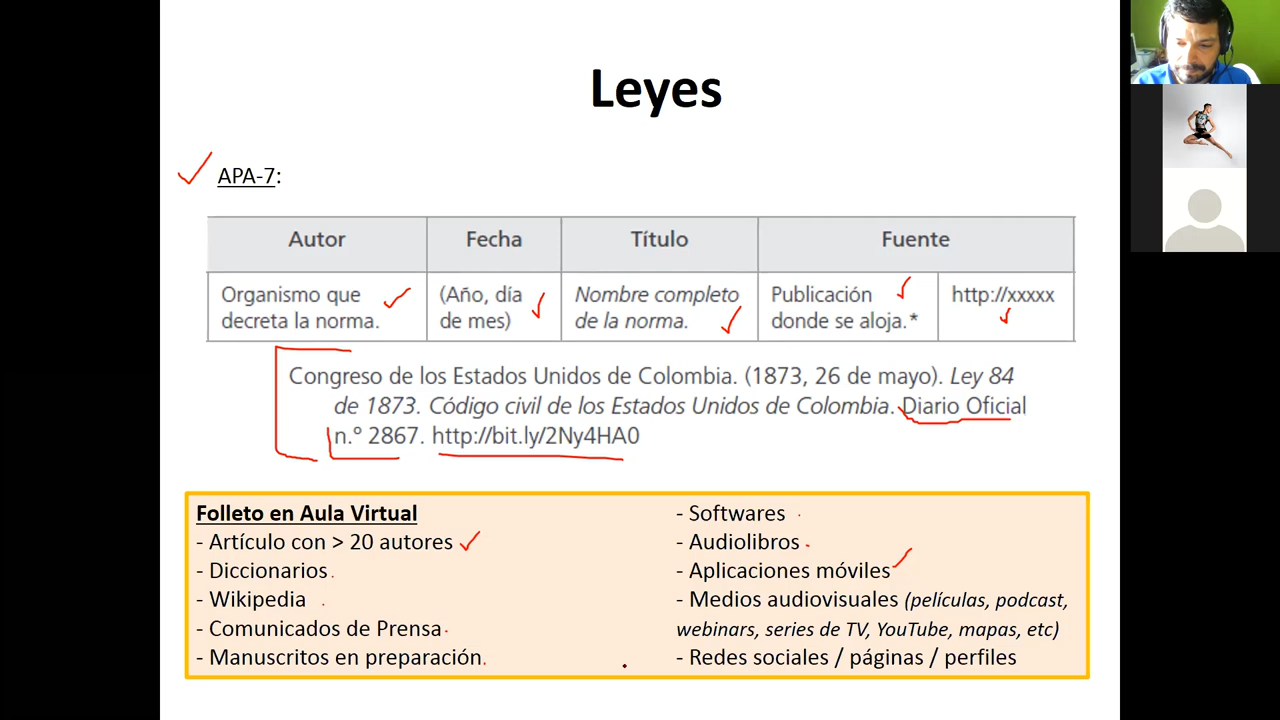 Leyes
APA-7:
Autor Fecha Título Fuente
Organismo que (Año, día Nombre completo Publicación http://xxxxx
decreta la norma. de mes) de la norma. donde se aloja.*
Congreso de los Estados Unidos de Colombia. (1873, 26 de mayo). Ley 84
de 1873. Código civil de los Estados Unidos de Colombia. Diario Oficial
n.º 2867. http://bit.ly/2Ny4HA0
Folleto en Aula Virtual
- Artículo con > 20 autores
- Diccionarios
- Wikipedia
- Comunicados de Prensa
- Manuscritos en preparación
- Softwares
- Audiolibros
- Aplicaciones móviles
- Medios audiovisuales (películas, podcast,
webinars, series de TV, YouTube, mapas, etc)
- Redes sociales / páginas / perfiles